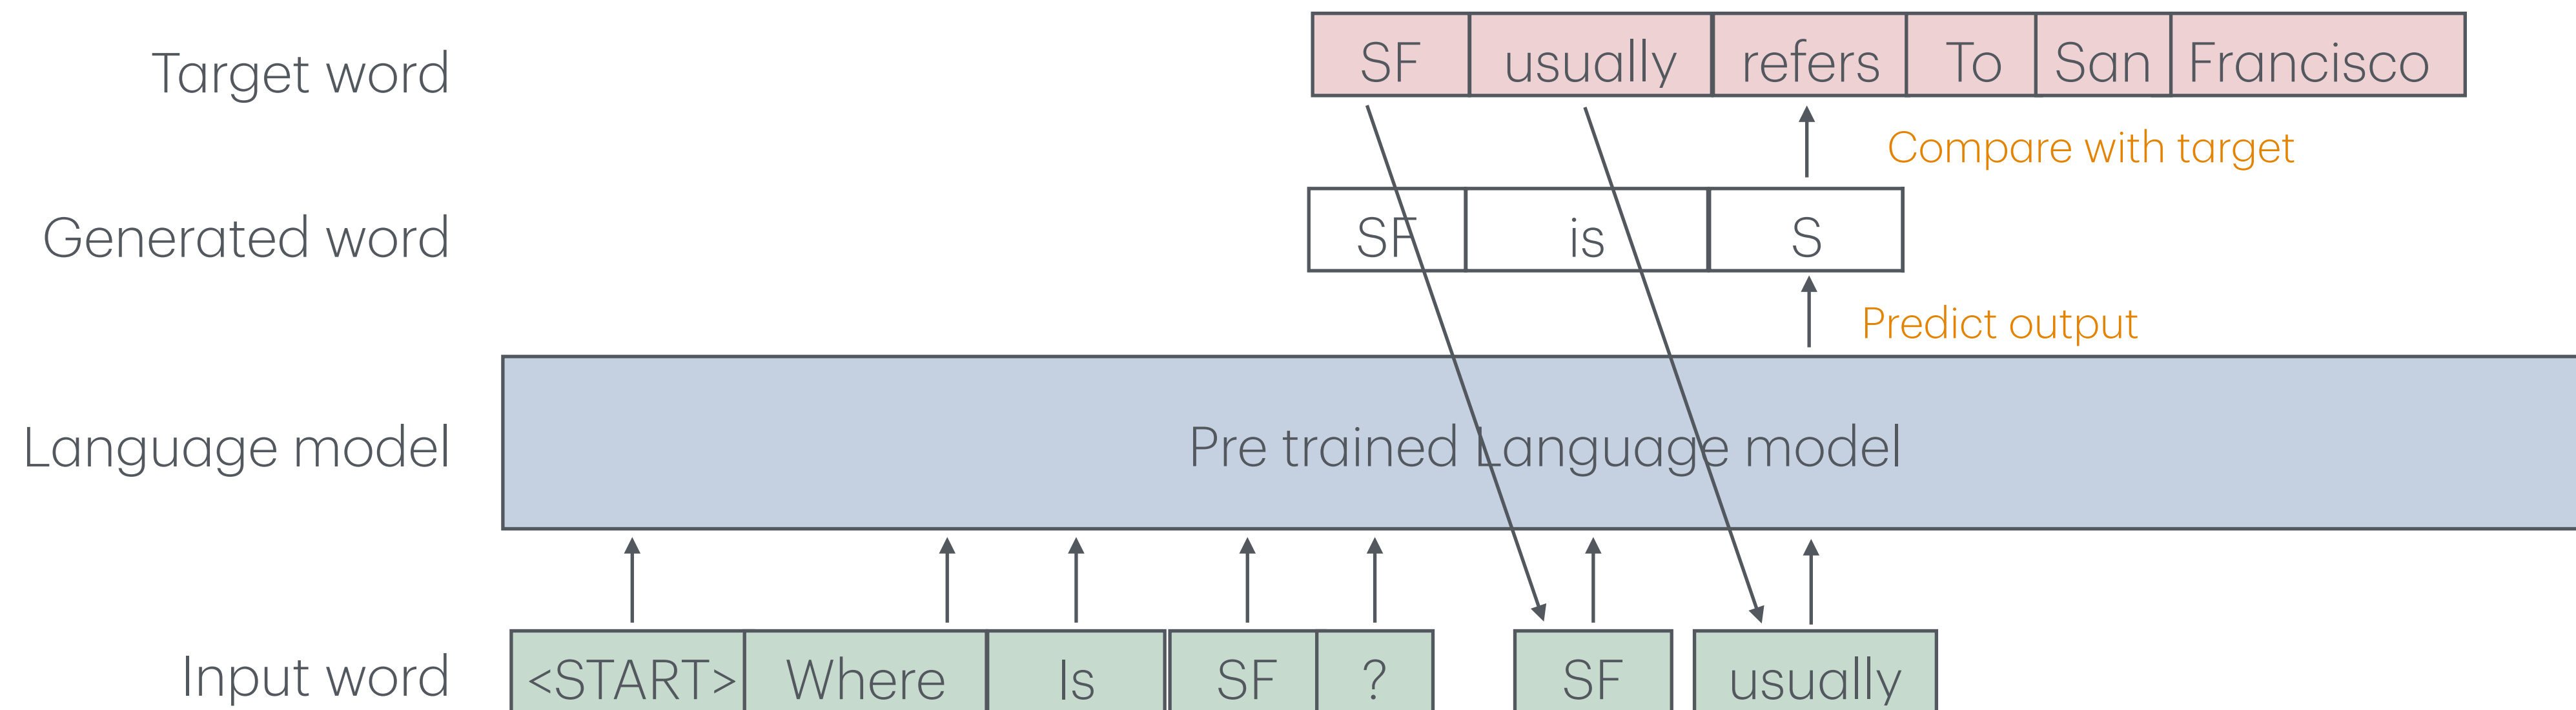 Target word SF usually refers To San Francisco
Compare with target
Generated word SF is S
Predict output
Language model Pre trained Language model
Input word <START> Where Is SF ? SF usually